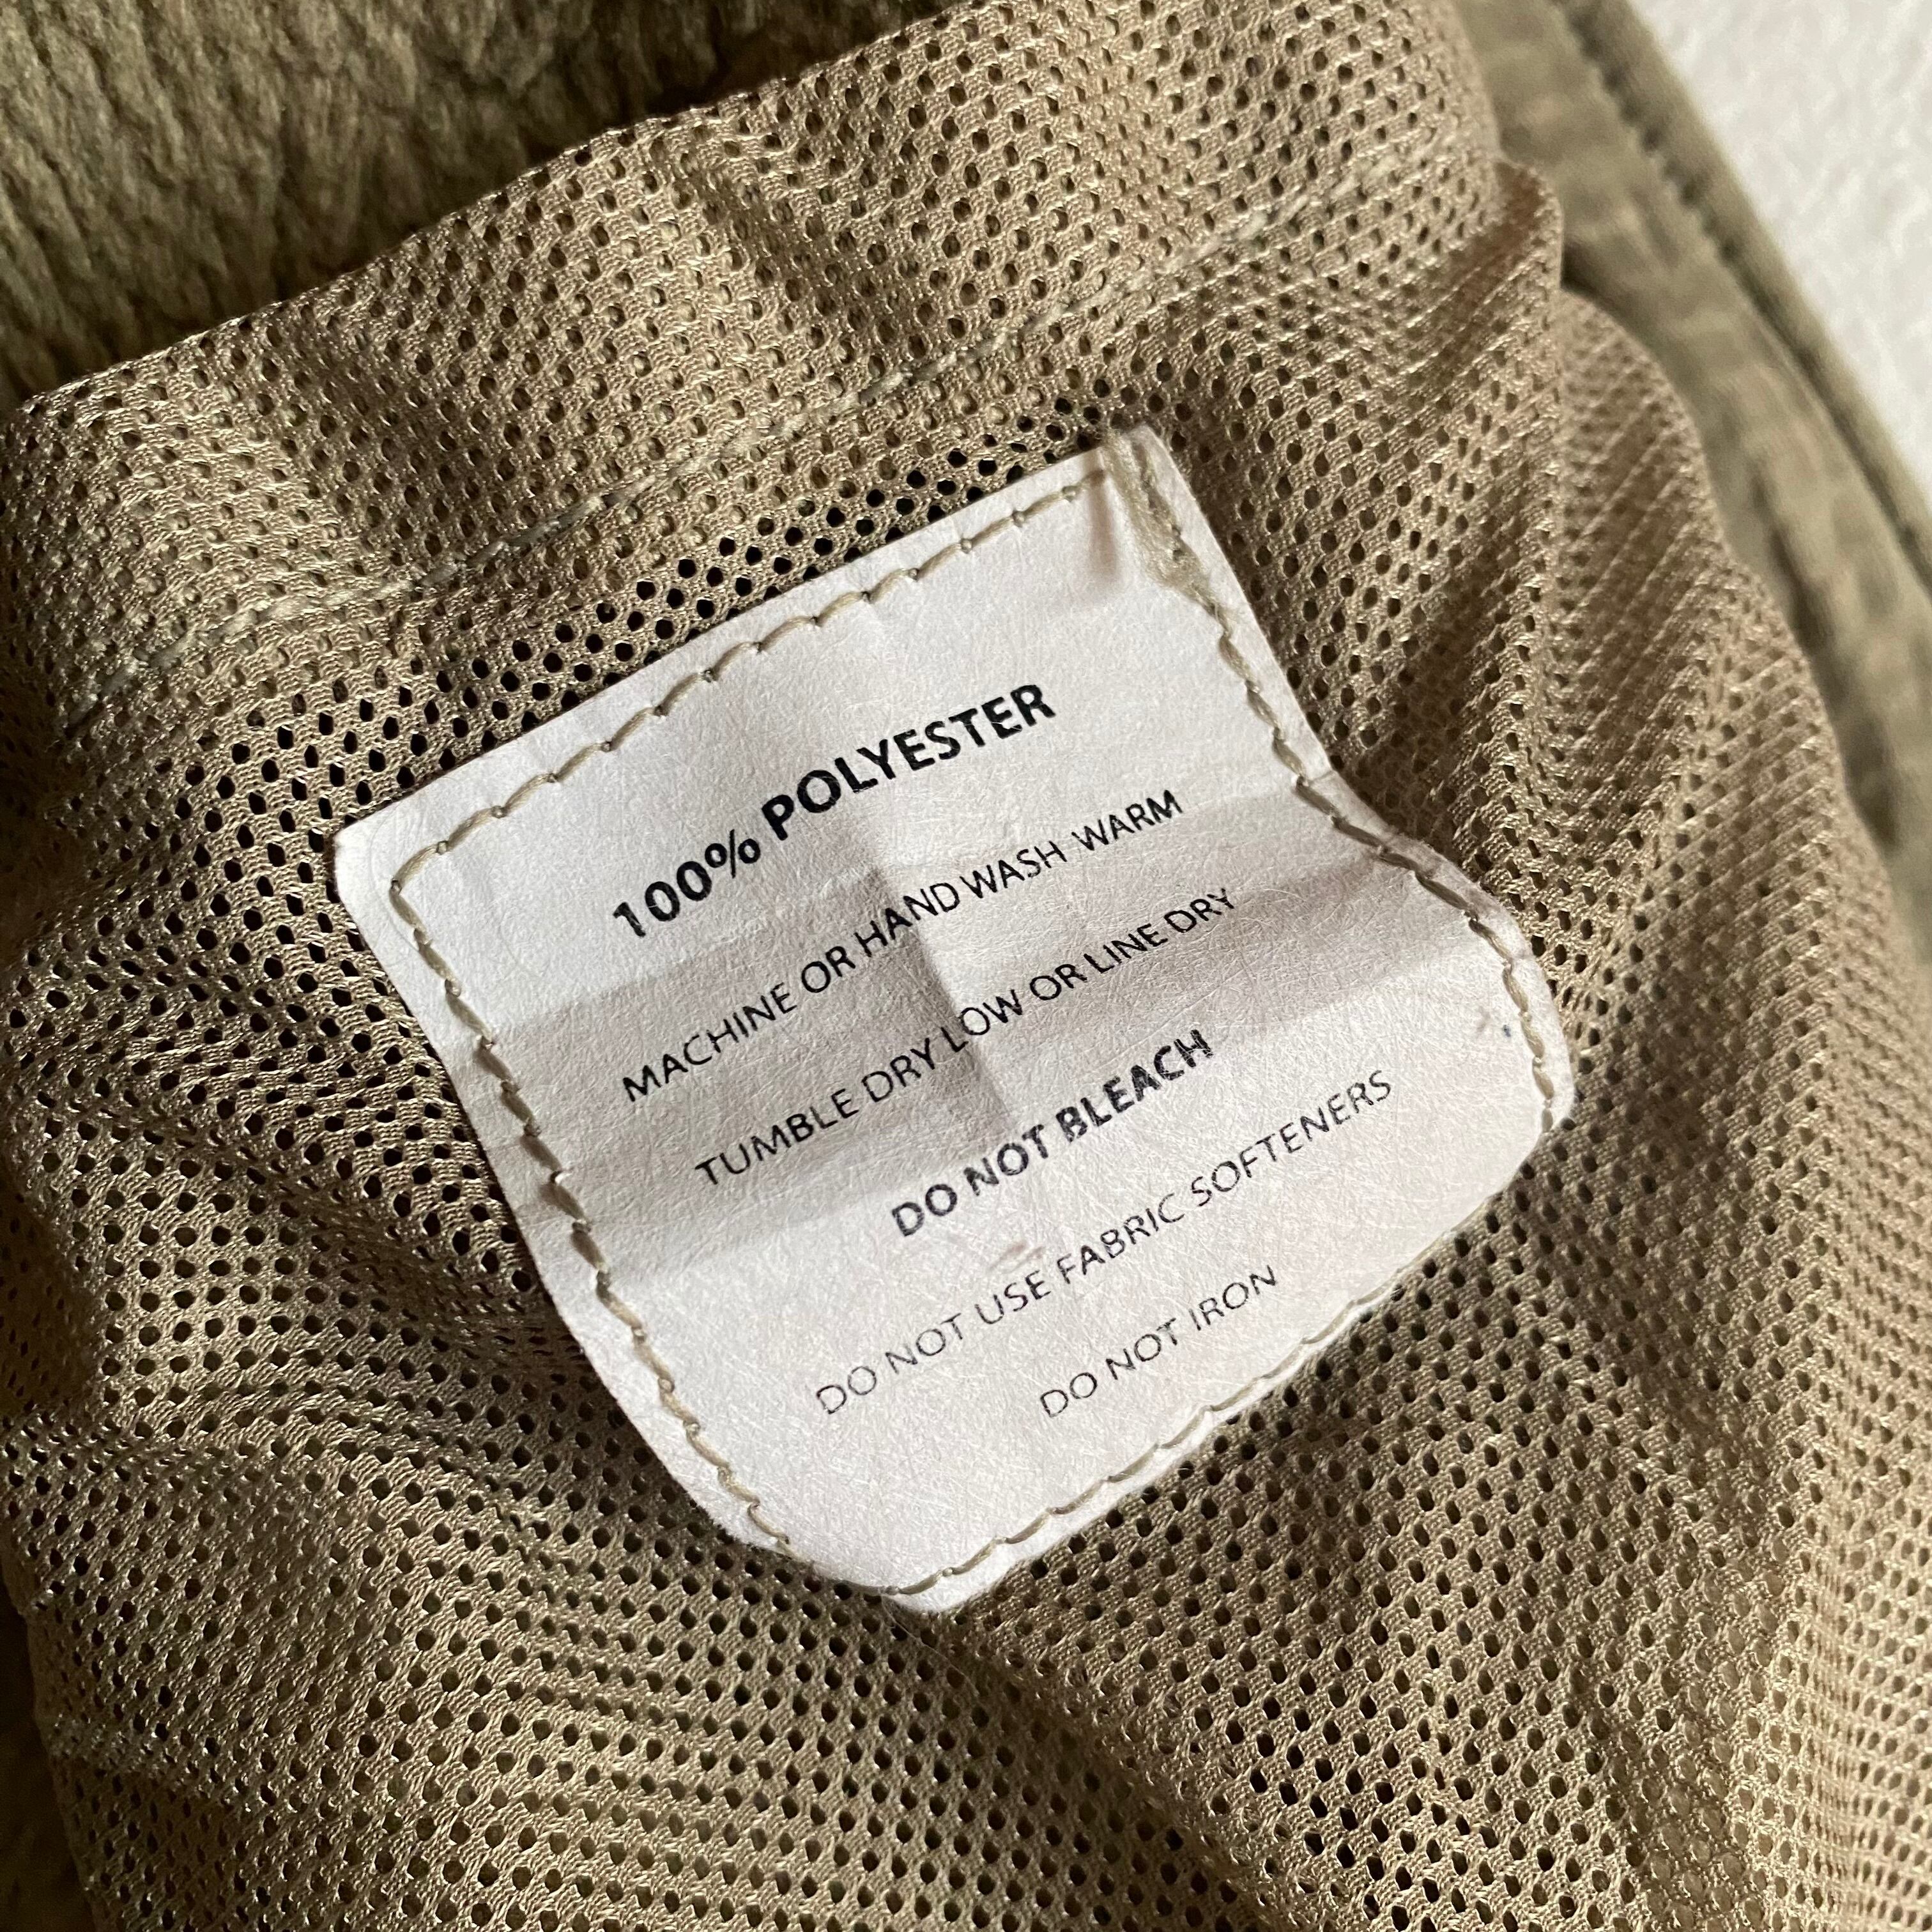 100% POLYESTER
MACHINE OR HAND WASH WARM
TUMBLE DRY LOW OR LINE DRY
DO NOT BLEACH
DO NOT USE FABRIC SOFTENERS
DO NOT IRON